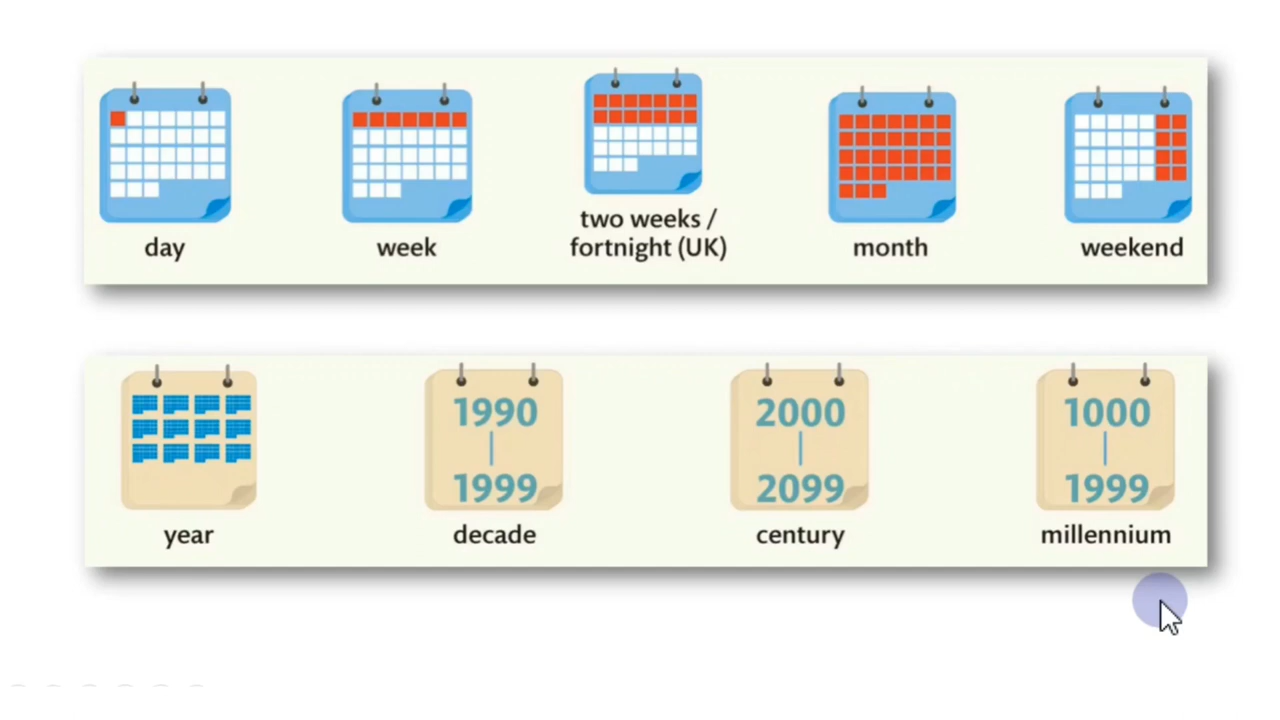 day
week
two weeks /
fortnight (UK)
month
weekend
1990
1999
2000
2099
1000
1999
year
decade
century
millennium